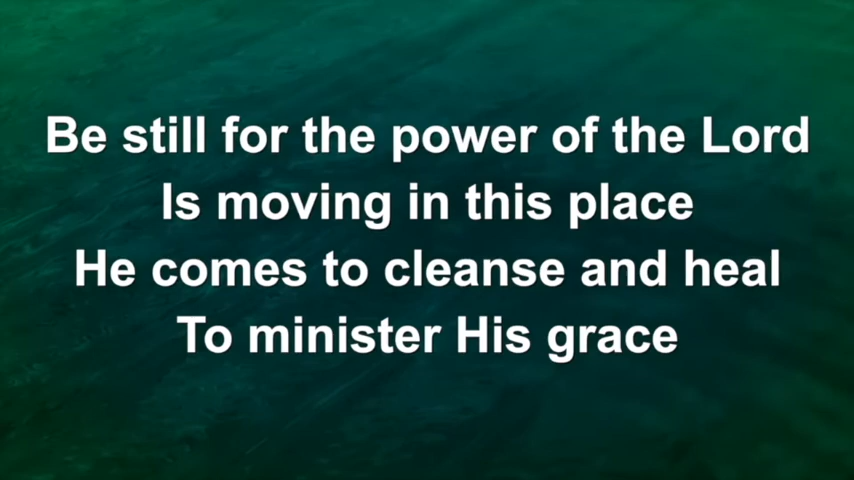 Be still for the power of the Lord
Is moving in this place
He comes to cleanse and heal
To minister His grace